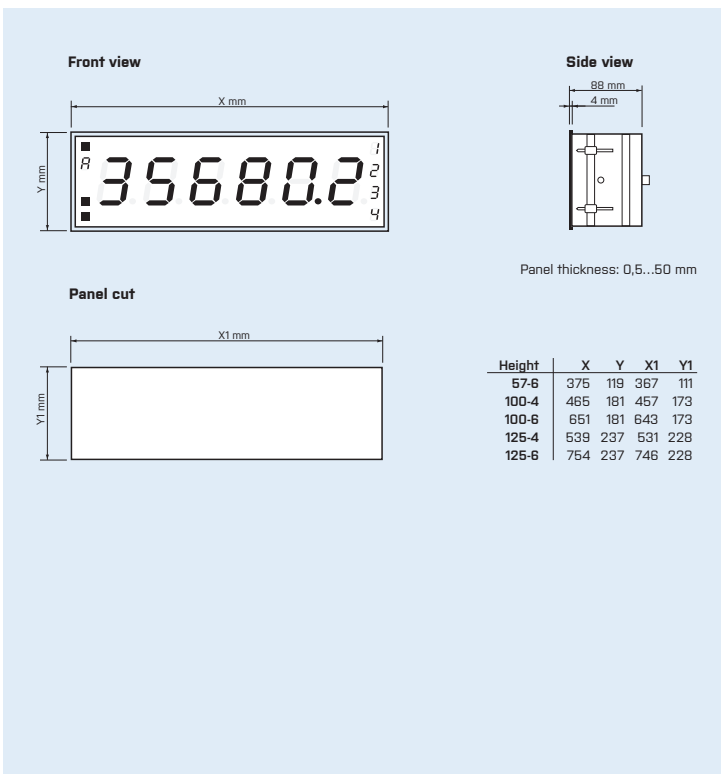 Front view
Side view
X mm
88 mm
4 mm
Y mm
A
35680.2
1
2
3
4
Panel thickness: 0,5...50 mm
Panel cut
X1 mm
Y1 mm
Height X Y X1 Y1
57-6 375 119 367 111
100-4 465 181 457 173
100-6 651 181 643 173
125-4 539 237 531 228
125-6 754 237 746 228